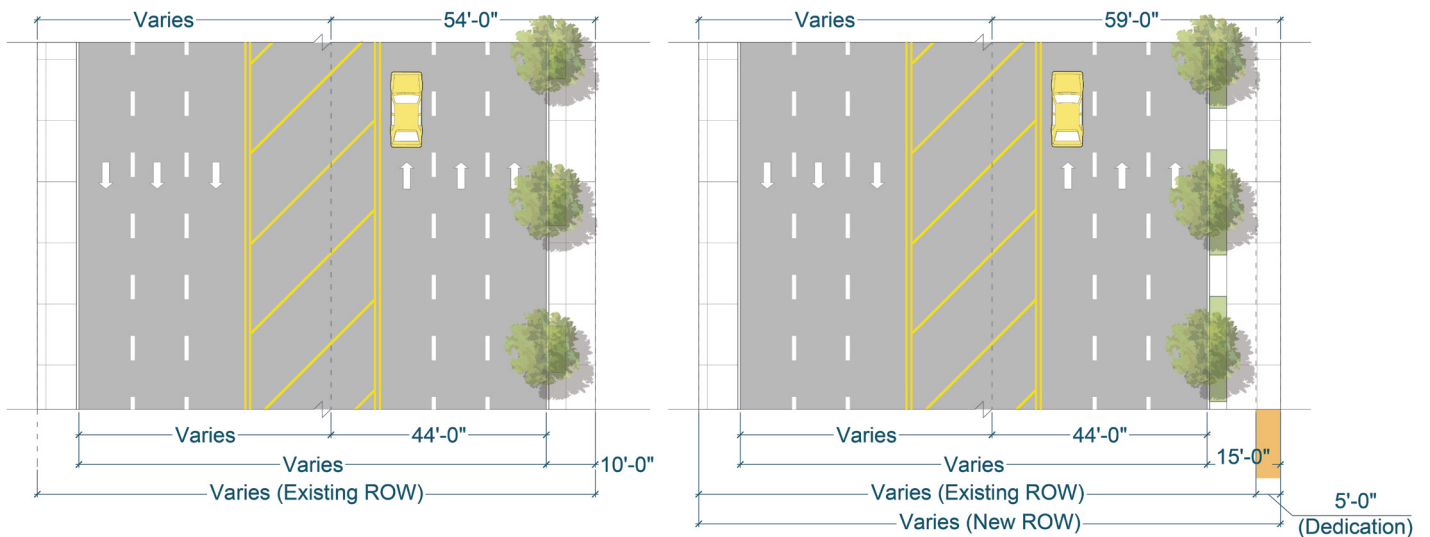 Varies 54'-0"
Varies 44'-0"
Varies 10'-0"
Varies (Existing ROW)
Varies 59'-0"
Varies 44'-0"
Varies 15'-0"
Varies (Existing ROW)
Varies (New ROW)
5'-0"
(Dedication)